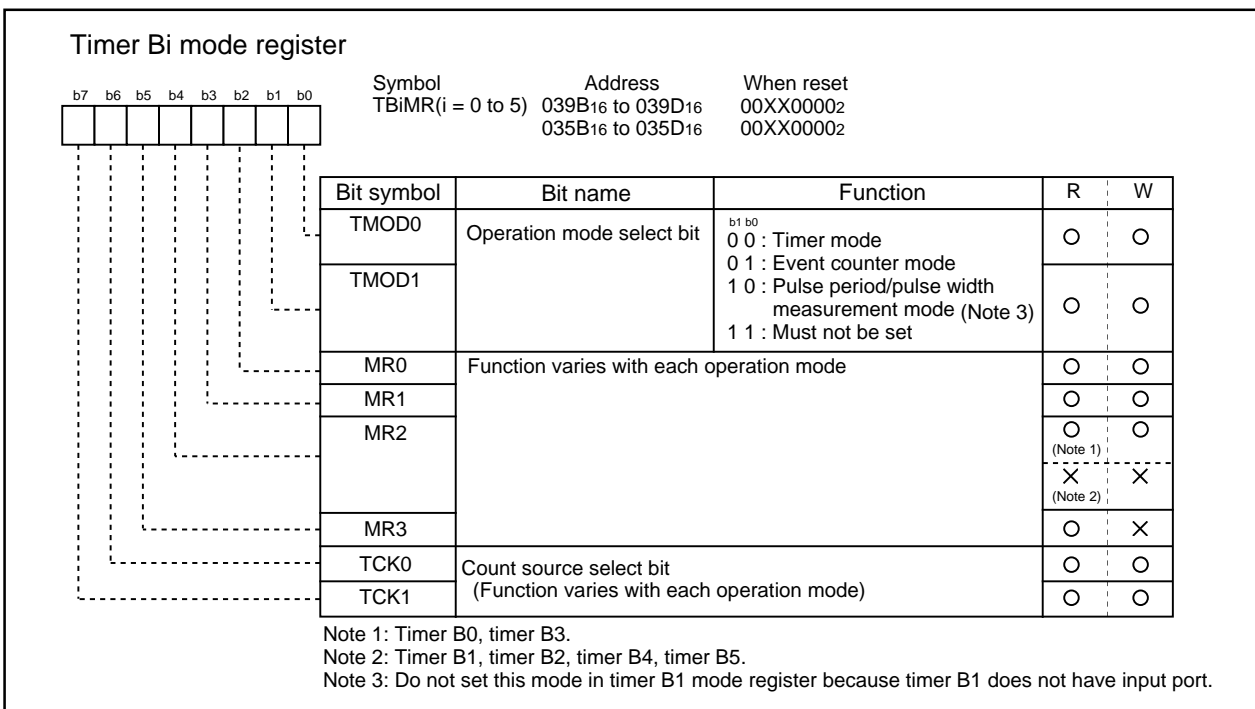 Timer Bi mode register
Symbol Address When reset
TBiMR(i = 0 to 5) 039B16 to 039D16 00XX00002
035B16 to 035D16 00XX00002
b7 b6 b5 b4 b3 b2 b1 b0
Bit symbol Bit name Function R W
TMOD0 Operation mode select bit
b1 b0
0 0 : Timer mode
0 1 : Event counter mode
TMOD1
1 0 : Pulse period/pulse width
measurement mode (Note 3)
1 1 : Must not be set
MR0 Function varies with each operation mode
MR1
MR2
(Note 1)
(Note 2)
MR3
TCK0 Count source select bit
TCK1 (Function varies with each operation mode)
Note 1: Timer B0, timer B3.
Note 2: Timer B1, timer B2, timer B4, timer B5.
Note 3: Do not set this mode in timer B1 mode register because timer B1 does not have input port.